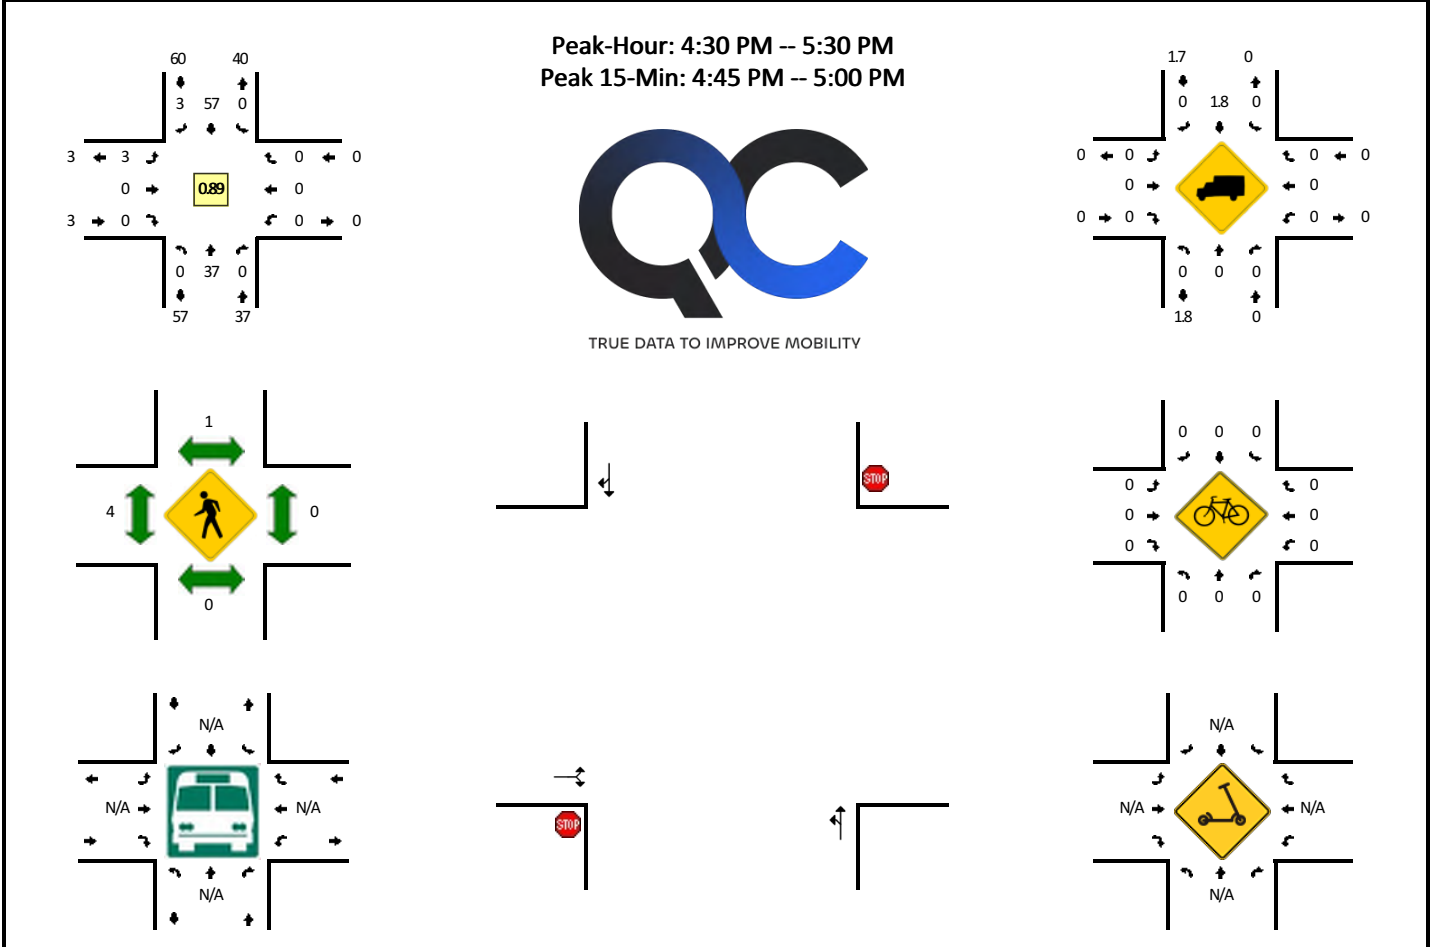 Peak-Hour: 4:30 PM -- 5:30 PM
Peak 15-Min: 4:45 PM -- 5:00 PM
60 40
3 57 0
3 3 0 0
0 0.89 0
3 0 0 0
0 37 0
57 37
QC
TRUE DATA TO IMPROVE MOBILITY
1.7 0
0 1.8 0
0 0 0 0
0 0
0 0 0 0
0 0 0
1.8 0
1
4 0
0
STOP
STOP
0 0 0
0 0
0 0
0 0
0 0 0
N/A
N/A N/A
N/A
N/A
N/A N/A
N/A